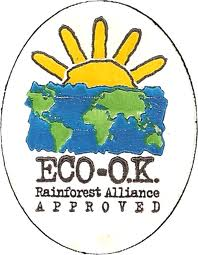 ECO-O.K.
Rainforest Alliance
APPROVED